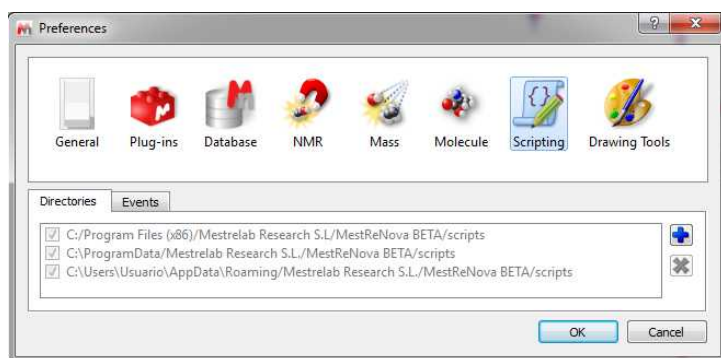 Preferences
General Plug-ins Database NMR Mass Molecule Scripting Drawing Tools
Directories Events
C:/Program Files (x86)/Mestrelab Research S.L/MestReNova BETA/scripts
C:\ProgramData/Mestrelab Research S.L./MestReNova BETA/scripts
C:\Users\Usuario\AppData\Roaming/Mestrelab Research S.L./MestReNova BETA/scripts
OK Cancel